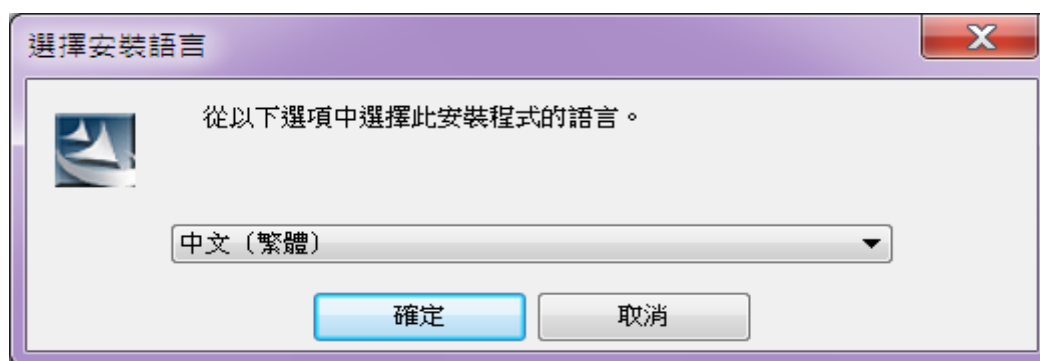 選擇安裝語言
從以下選項中選擇此安裝程式的語言。
中文（繁體）
確定
取消